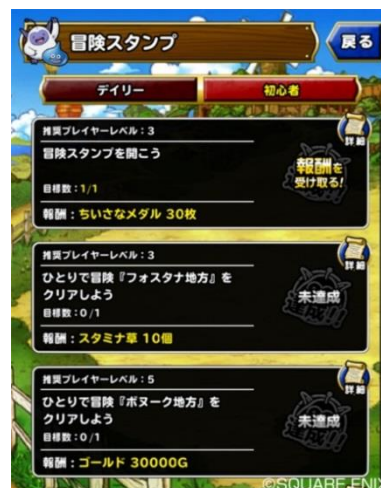 冒険スタンプ
戻る
デイリー
初心者
推奨プレイヤーレベル：3
詳細
冒険スタンプを開こう
報酬を
受け取る!
目標数：1/1
報酬：ちいさなメダル 30枚
推奨プレイヤーレベル：3
詳細
ひとりで冒険『フォスタナ地方』を
クリアしよう
未達成
目標数：0/1
報酬：スタミナ草 10個
推奨プレイヤーレベル：5
詳細
ひとりで冒険『ボヌーク地方』を
クリアしよう
未達成
目標数：0/1
報酬：ゴールド 30000G
©SQUARE ENIX